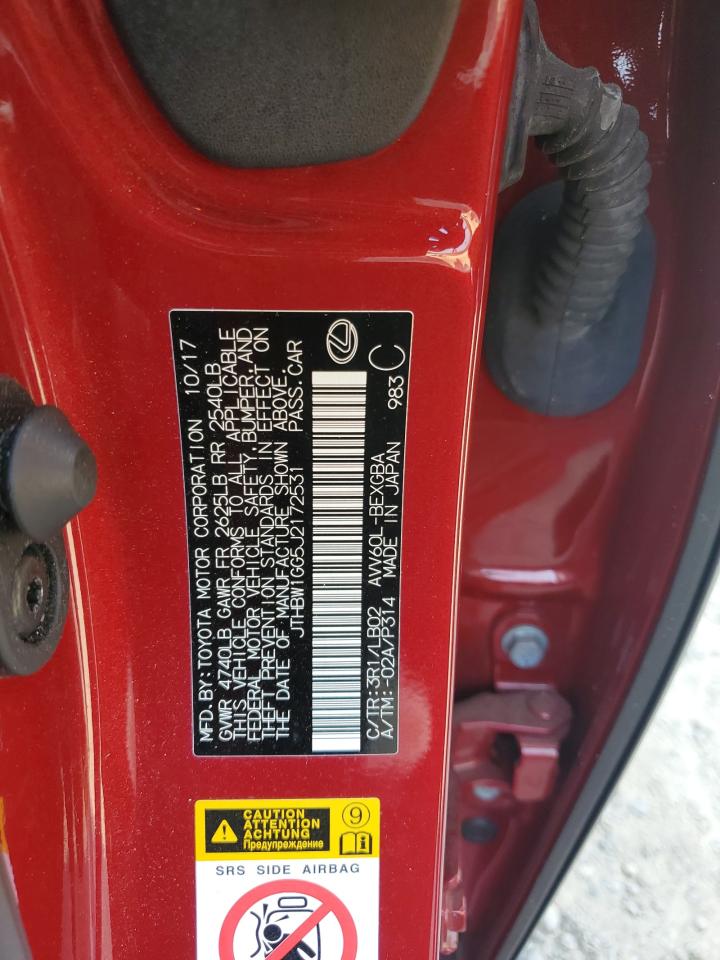 MFD.BY:TOYOTA MOTOR CORPORATION 10/17
GVWR 4740LB GAWR FR 2625LB RR 2540LB
THIS VEHICLE CONFORMS TO ALL APPLICABLE
FEDERAL MOTOR VEHICLE SAFETY, BUMPER, AND
THEFT PREVENTION STANDARDS IN EFFECT ON
THE DATE OF MANUFACTURE SHOWN ABOVE.
JTHBW1GG5J2172531 PASS.CAR
C/TR:3R1/LB02 AVV60L-BEXGBA
A/TM:-02A/P314 MADE IN JAPAN 983 C
CAUTION
ATTENTION
ACHTUNG
Предупреждение
9
SRS SIDE AIRBAG